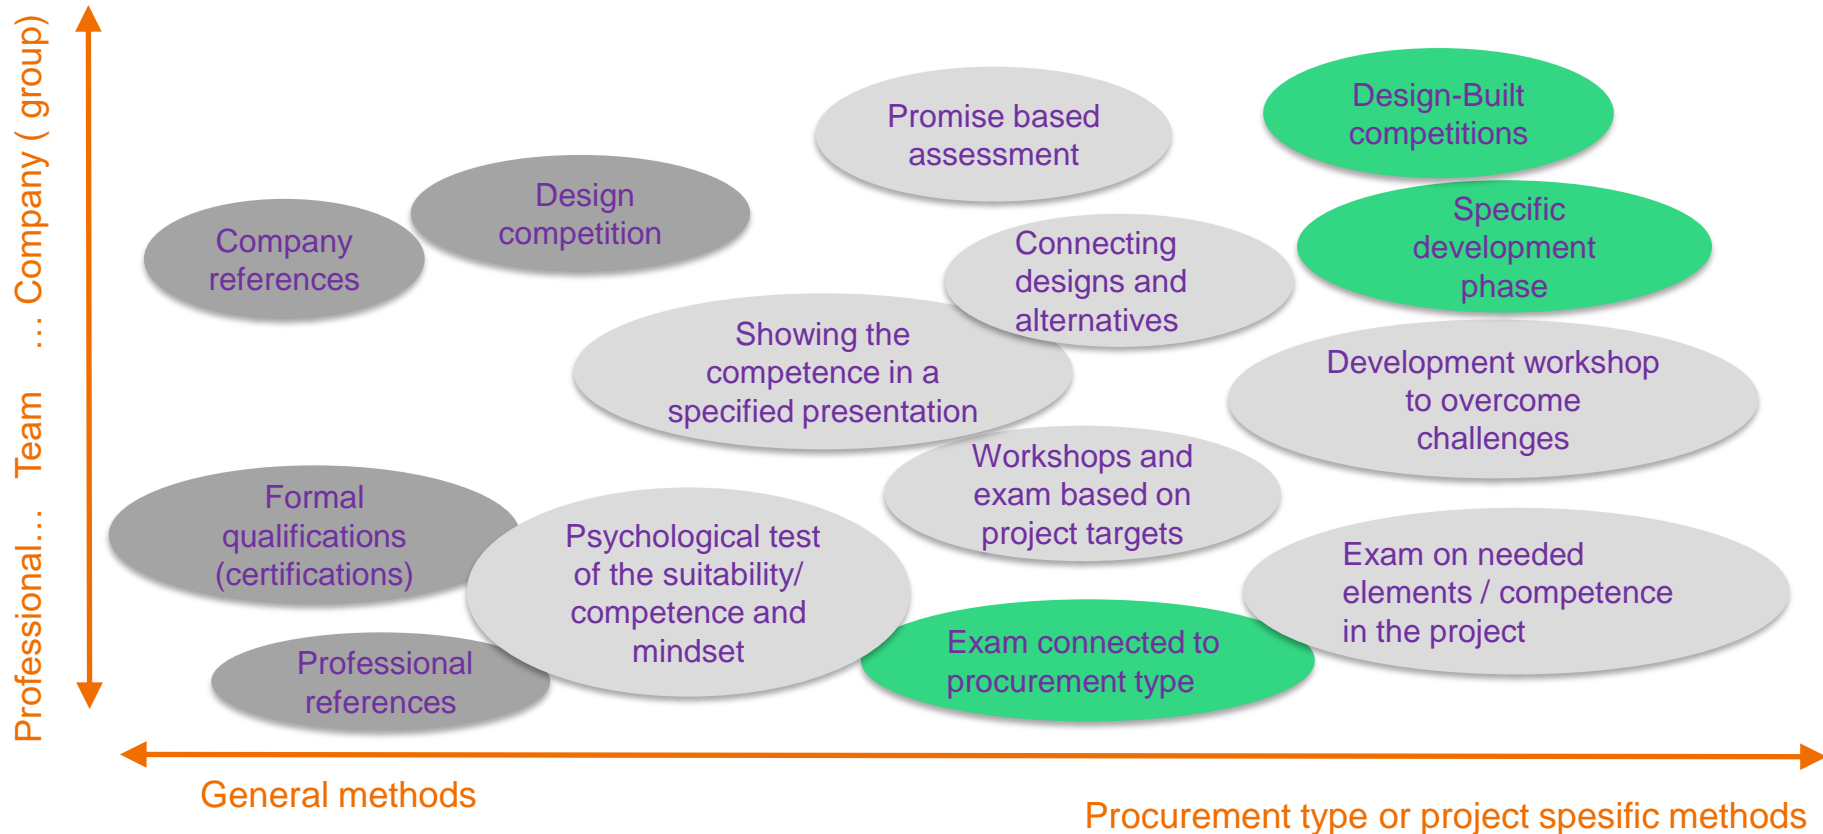 Professional… Team … Company ( group)
Design-Built
competitions
Promise based
assessment
Design
competition
Specific
development
phase
Company
references
Connecting
designs and
alternatives
Showing the
competence in a
specified presentation
Development workshop
to overcome
challenges
Workshops and
exam based on
project targets
Formal
qualifications
(certifications)
Psychological test
of the suitability/
competence and
mindset
Exam on needed
elements / competence
in the project
Professional
references
Exam connected to
procurement type
General methods
Procurement type or project spesific methods